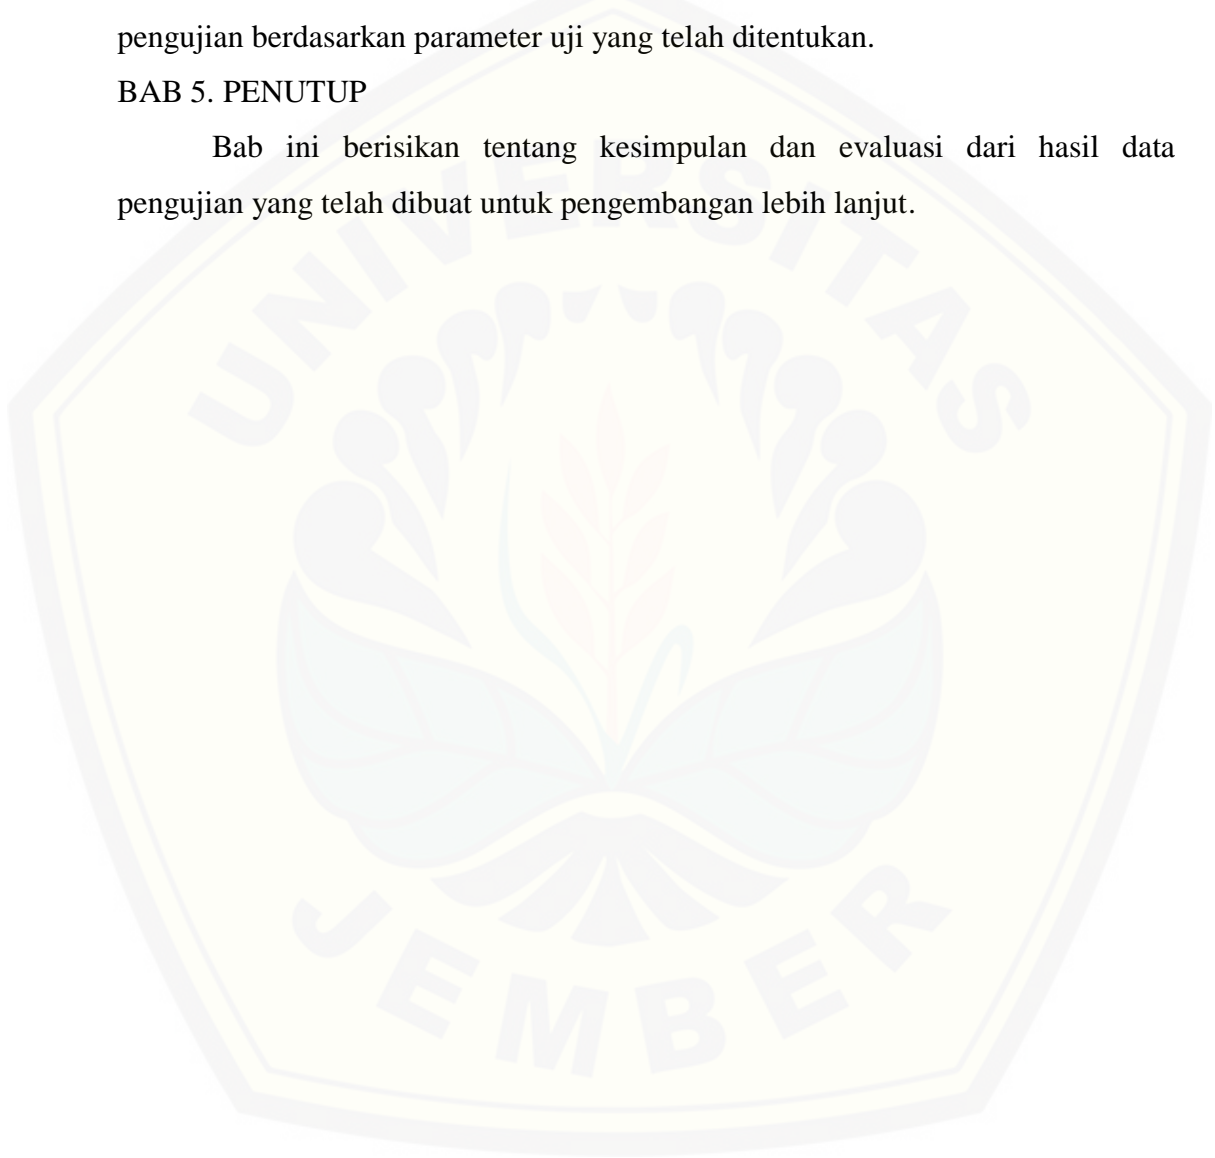 pengujian berdasarkan parameter uji yang telah ditentukan.
BAB 5. PENUTUP
Bab ini berisikan tentang kesimpulan dan evaluasi dari hasil data
pengujian yang telah dibuat untuk pengembangan lebih lanjut.
UNIVERSITAS
JEMBER